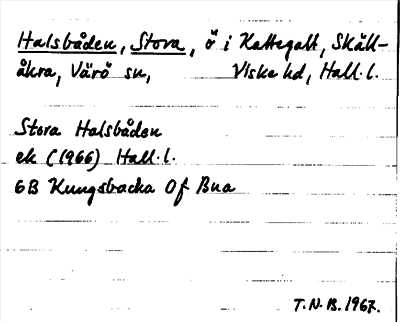 Halsbåden, Stora, ö i Kattegatt, Skäll-
åkra, Värö sn, Viske hd, Hall. l.
Stora Halsbåden
ek (1966) Hall. l.
6B Kungsbacka 0f Bua
T.N.B. 1967.